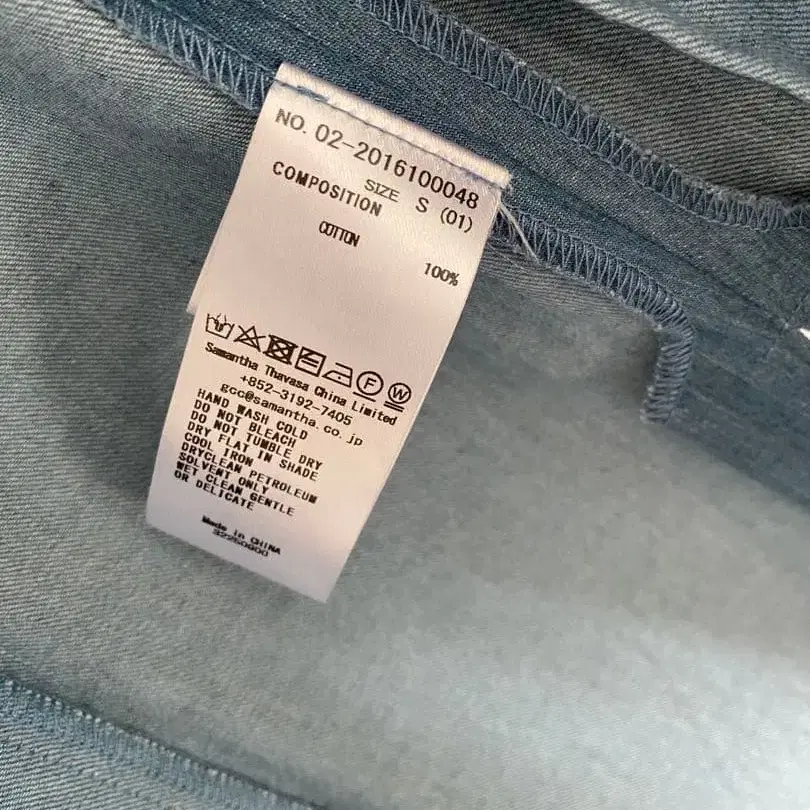 NO. 02-2016100048
SIZE S (01)
COMPOSITION
COTTON
100%
Samantha Thavasa China Limited
+852-3192-7405
gcc@samantha.co.jp
HAND WASH COLD
DO NOT BLEACH
DO NOT TUMBLE DRY
DRY FLAT IN SHADE
COOL IRON
DRYCLEAN PETROLEUM
SOLVENT ONLY
WET CLEAN GENTLE
OR DELICATE
Made in CHINA